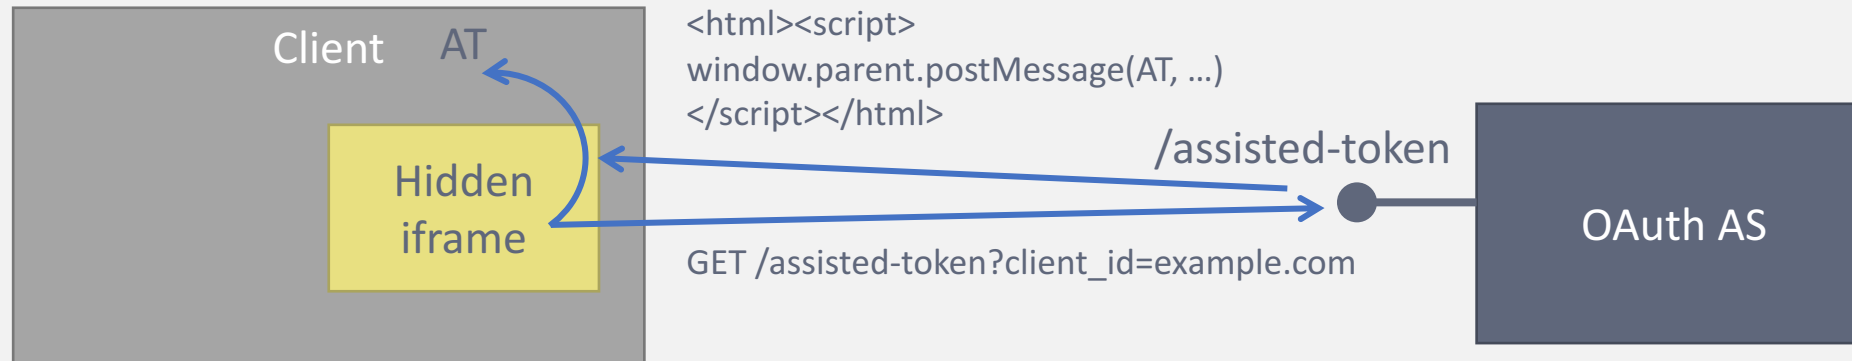 Client
AT
Hidden
iframe
<html><script>
window.parent.postMessage(AT, …)
</script></html>
/assisted-token
GET /assisted-token?client_id=example.com
OAuth AS